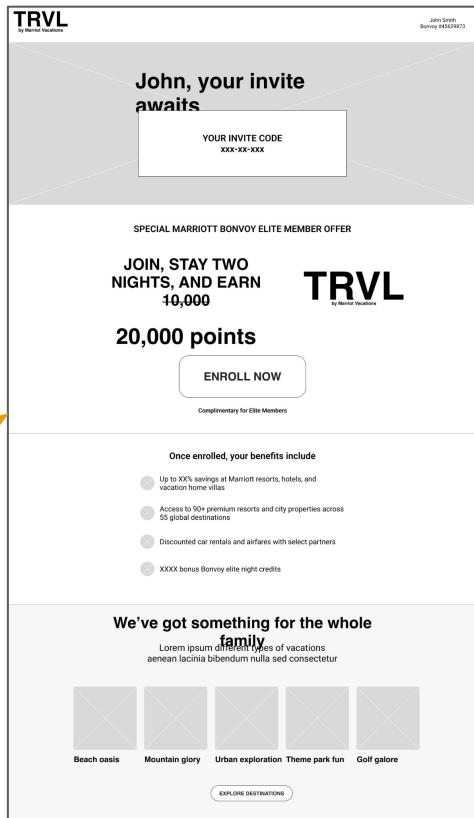 TRVL
by Marriot Vacations
John Smith
Bonvoy #45629873
John, your invite
awaits
YOUR INVITE CODE
xxx-xx-xxx
SPECIAL MARRIOTT BONVOY ELITE MEMBER OFFER
JOIN, STAY TWO
NIGHTS, AND EARN
10,000
TRVL
by Marriot Vacations
20,000 points
ENROLL NOW
Complimentary for Elite Members
Once enrolled, your benefits include
Up to XX% savings at Marriott resorts, hotels, and
vacation home villas
Access to 90+ premium resorts and city properties across
55 global destinations
Discounted car rentals and airfares with select partners
XXXX bonus Bonvoy elite night credits
We've got something for the whole
family
Lorem ipsum different types of vacations
aenean lacinia bibendum nulla sed consectetur
Beach oasis
Mountain glory
Urban exploration
Theme park fun
Golf galore
EXPLORE DESTINATIONS